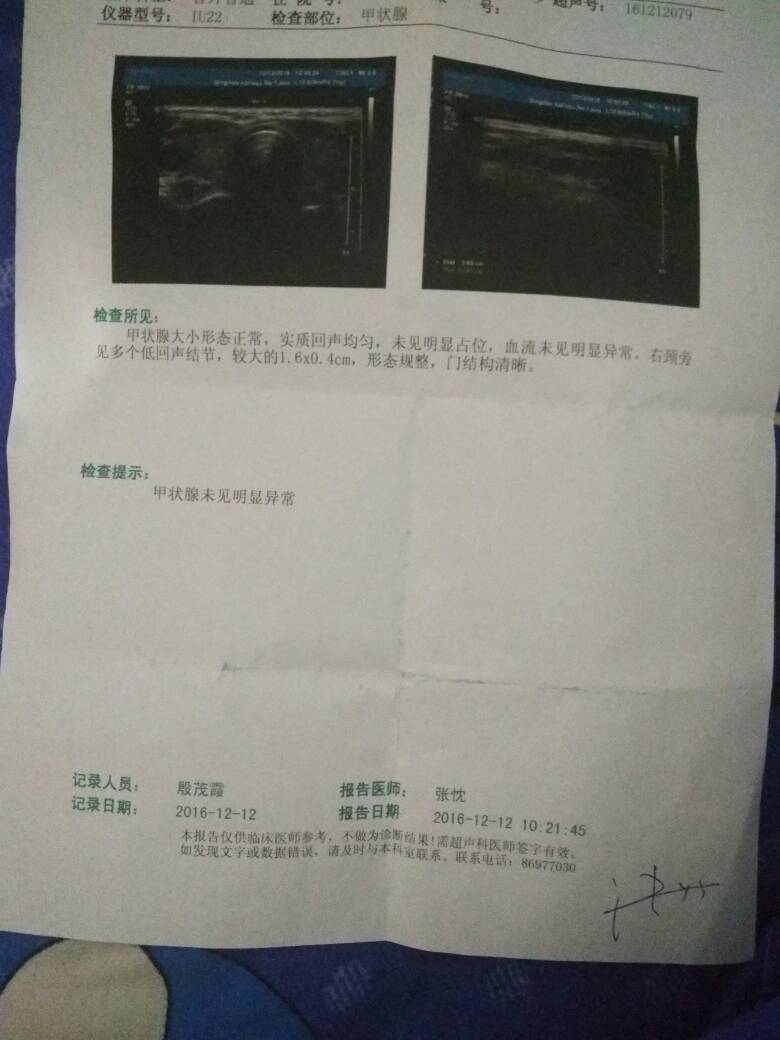 号：
超声号： 161212079
仪器型号： IU22 检查部位： 甲状腺
检查所见：
甲状腺大小形态正常，实质回声均匀，未见明显占位，血流未见明显异常。右颈旁
见多个低回声结节，较大的1.6x0.4cm，形态规整，门结构清晰。
检查提示：
甲状腺未见明显异常
记录人员： 殷茂霞 报告医师： 张忱
记录日期： 2016-12-12 报告日期 2016-12-12 10:21:45
本报告仅供临床医师参考，不做为诊断结果!需超声科医师签字有效。
如发现文字或数据错误，请及时与本科室联系。联系电话：86977030